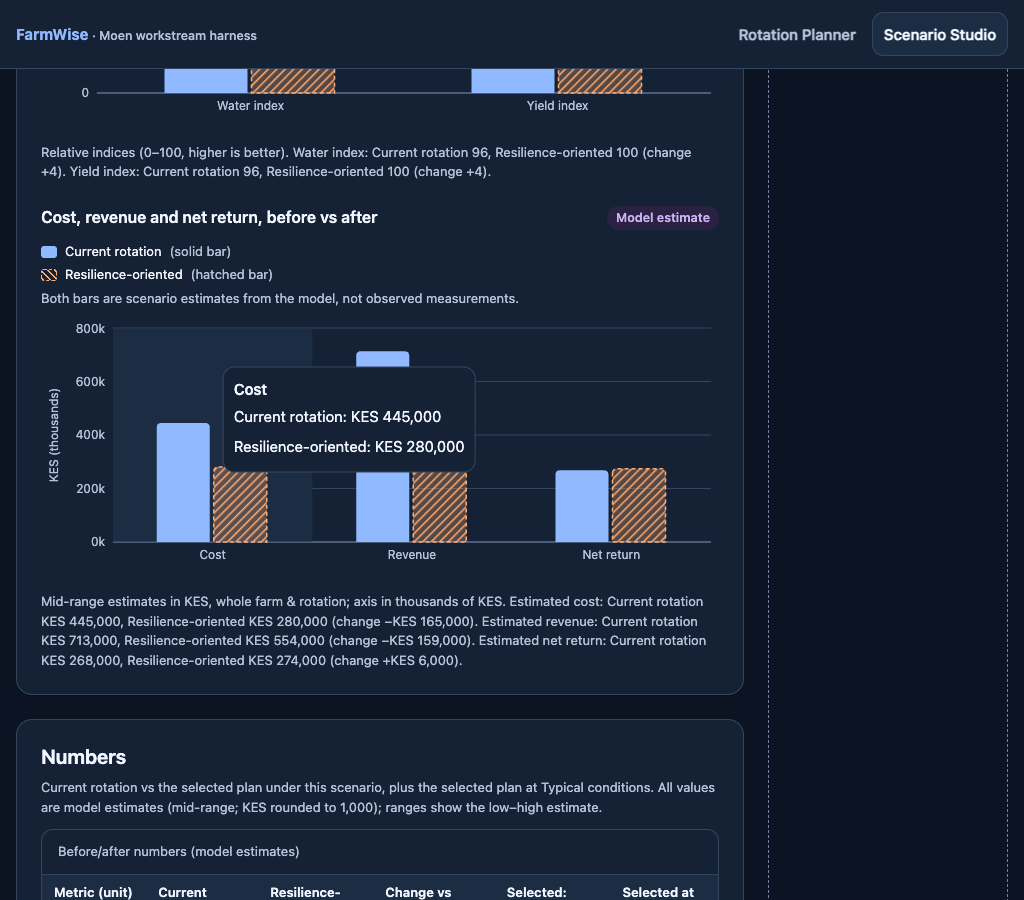 FarmWise · Moen workstream harness
Rotation Planner
Scenario Studio
0
Water index
Yield index
Relative indices (0–100, higher is better). Water index: Current rotation 96, Resilience-oriented 100 (change
+4). Yield index: Current rotation 96, Resilience-oriented 100 (change +4).
Cost, revenue and net return, before vs after
Model estimate
Current rotation (solid bar)
Resilience-oriented (hatched bar)
Both bars are scenario estimates from the model, not observed measurements.
800k
600k
400k
200k
0k
KES (thousands)
Cost
Current rotation: KES 445,000
Resilience-oriented: KES 280,000
Cost
Revenue
Net return
Mid-range estimates in KES, whole farm & rotation; axis in thousands of KES. Estimated cost: Current rotation
KES 445,000, Resilience-oriented KES 280,000 (change −KES 165,000). Estimated revenue: Current rotation
KES 713,000, Resilience-oriented KES 554,000 (change −KES 159,000). Estimated net return: Current rotation
KES 268,000, Resilience-oriented KES 274,000 (change +KES 6,000).
Numbers
Current rotation vs the selected plan under this scenario, plus the selected plan at Typical conditions. All values
are model estimates (mid-range; KES rounded to 1,000); ranges show the low–high estimate.
Before/after numbers (model estimates)
Metric (unit)
Current
Resilience-
Change vs
Selected:
Selected at